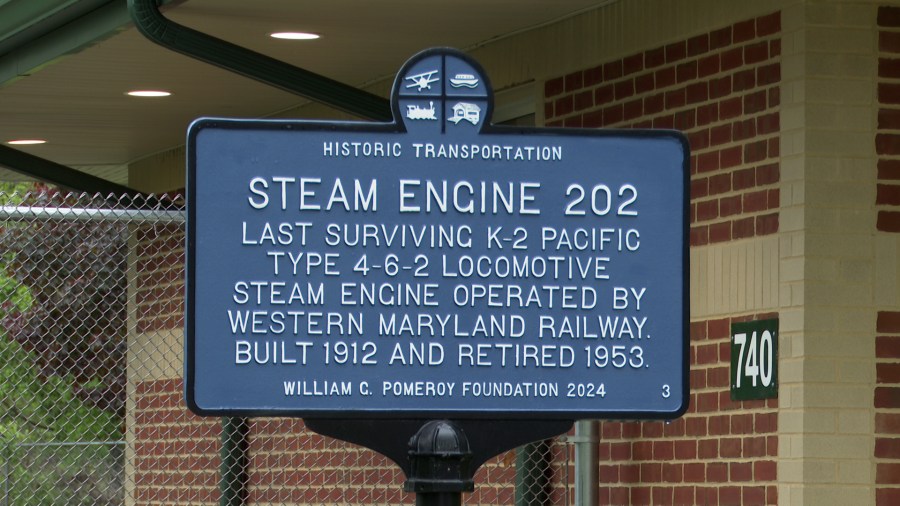 HISTORIC TRANSPORTATION
STEAM ENGINE 202
LAST SURVIVING K-2 PACIFIC
TYPE 4-6-2 LOCOMOTIVE
STEAM ENGINE OPERATED BY
WESTERN MARYLAND RAILWAY.
BUILT 1912 AND RETIRED 1953.
WILLIAM G. POMEROY FOUNDATION 2024 3
740